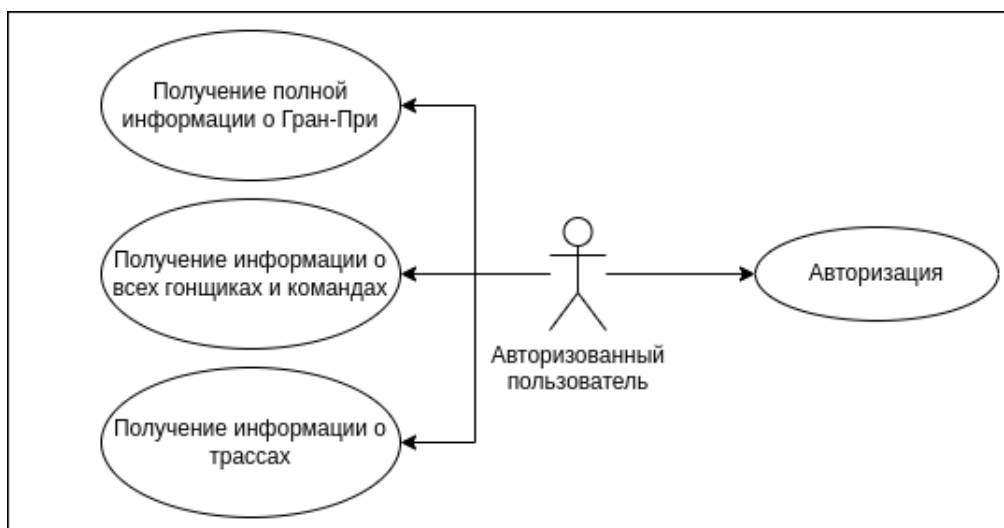 Получение полной
информации о Гран-При
Получение информации о
всех гонщиках и командах
Авторизация
Авторизованный
пользователь
Получение информации о
трассах